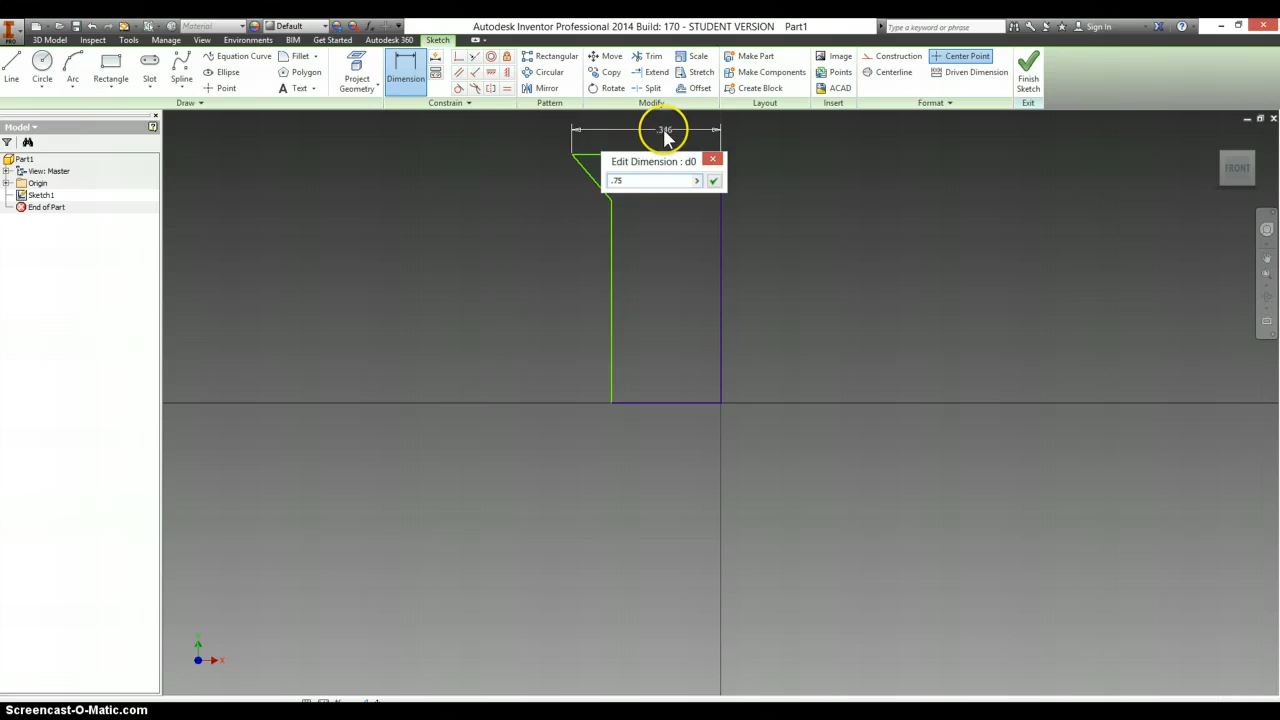 Material Default Autodesk Inventor Professional 2014 Build: 170 - STUDENT VERSION Part1 Type a keyword or phrase Sign In
PRO 3D Model Inspect Tools Manage View Environments BIM Get Started Autodesk 360 Sketch
Line Circle Arc Rectangle Slot Spline
Equation Curve Fillet
Ellipse Polygon
Point Text
Project Geometry
Dimension
Rectangular
Circular
Mirror
Move Trim Scale
Copy Extend Stretch
Rotate Split Offset
Make Part
Make Components
Create Block
Image
Points
ACAD
Construction Center Point
Centerline Driven Dimension
Finish Sketch
Draw Constrain Pattern Modify Layout Insert Format Exit
Model
Part1
View: Master
Origin
Sketch1
End of Part
.346
Edit Dimension : d0
.75
FRONT
X
Screencast-O-Matic.com